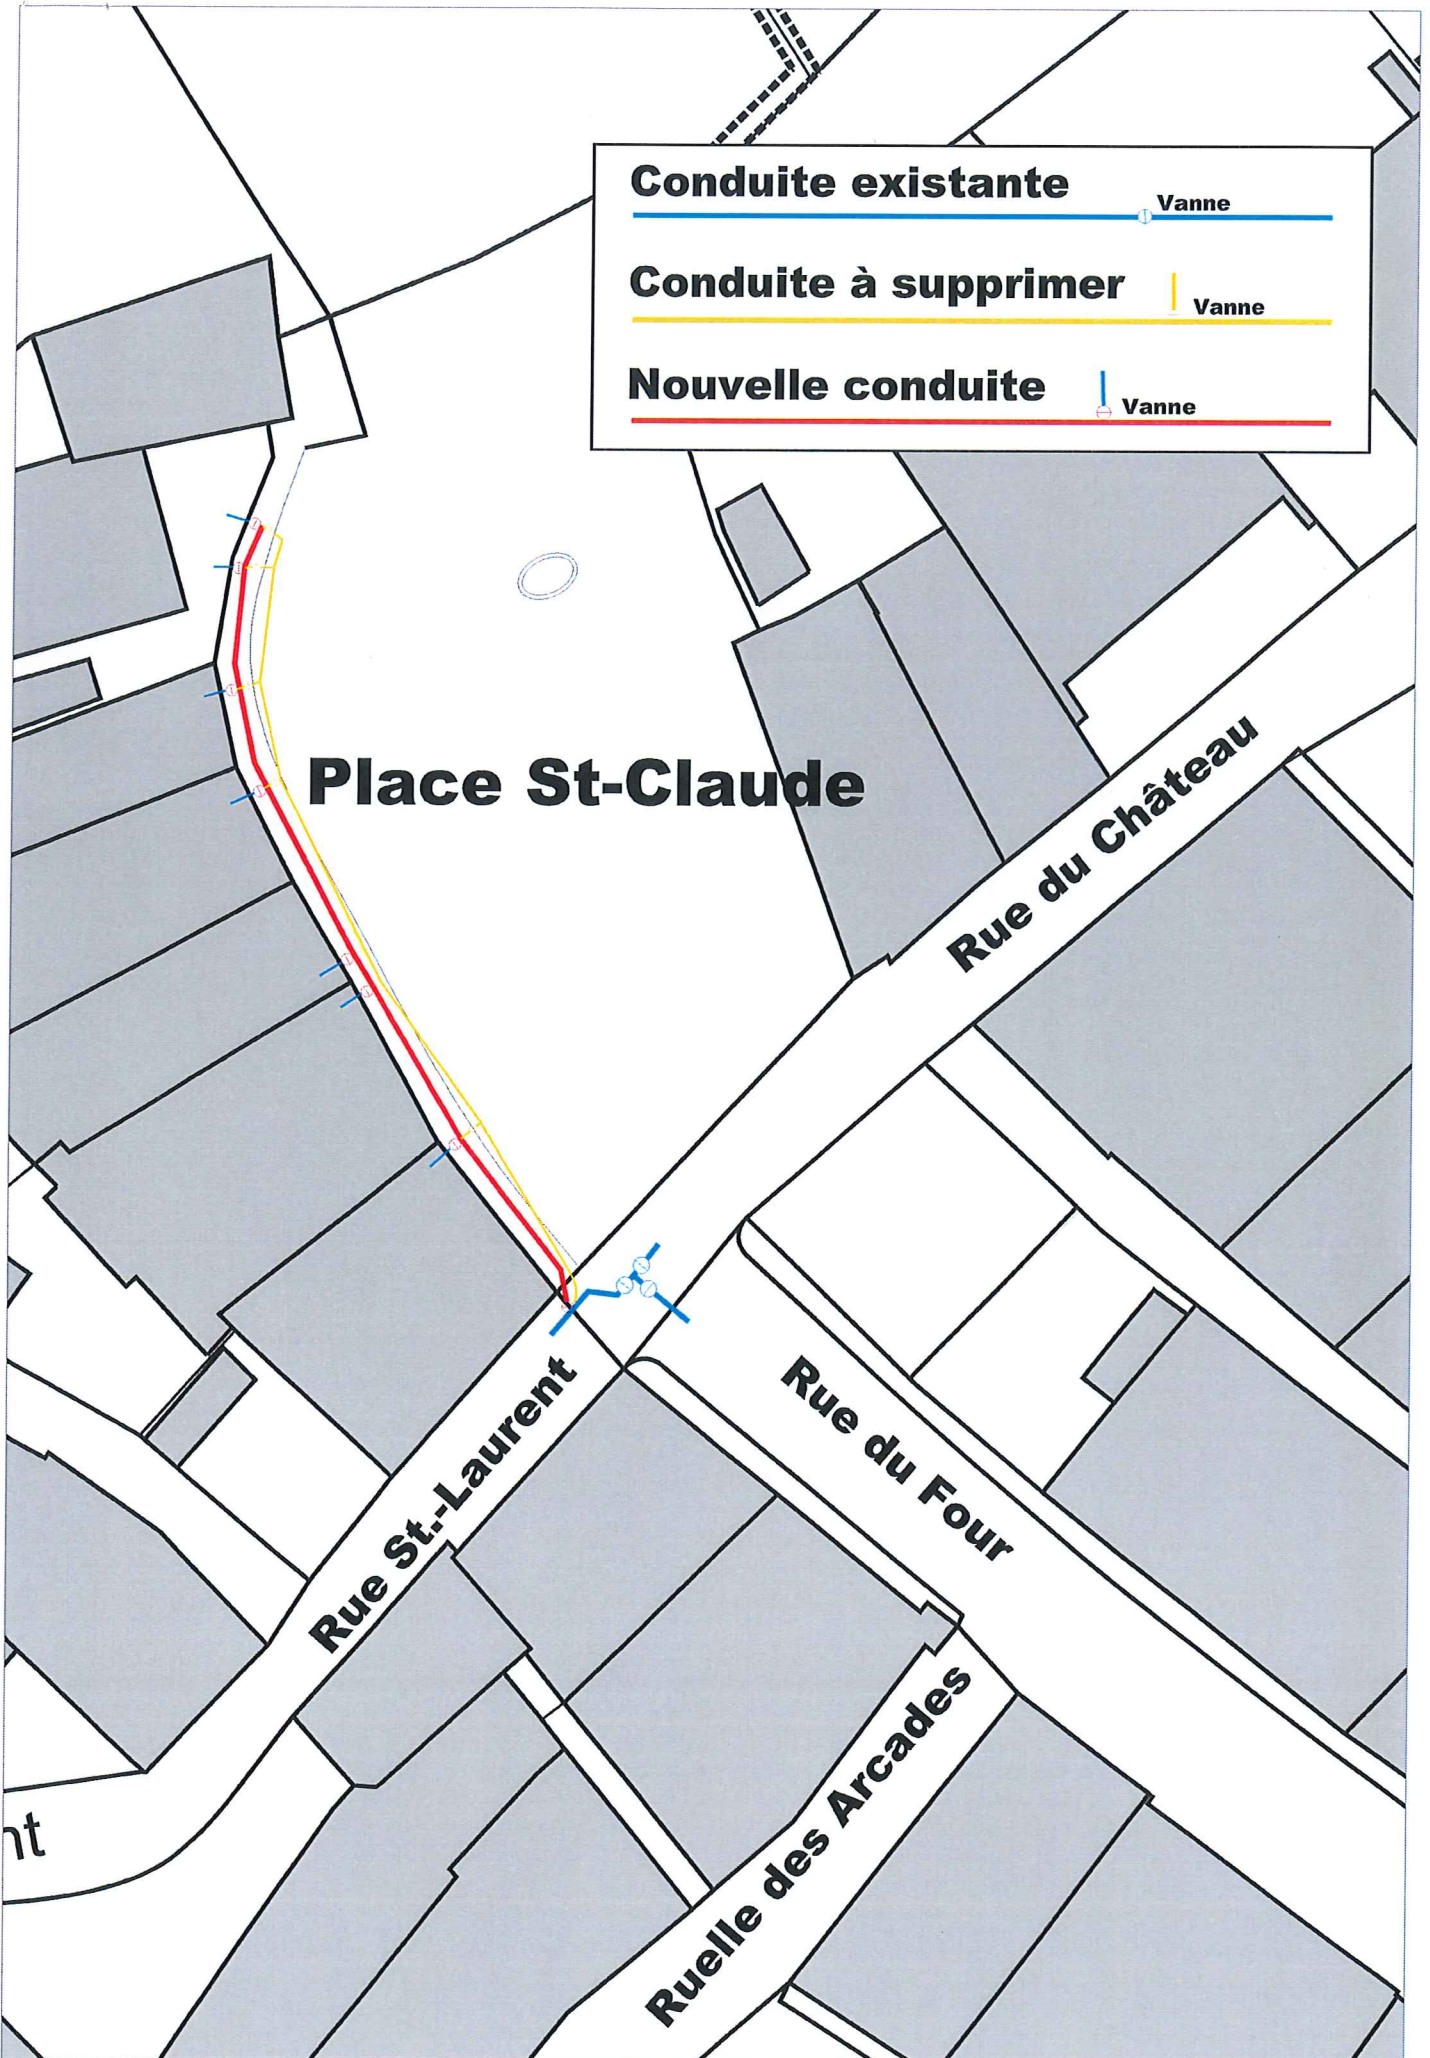 Conduite existante
Vanne
Conduite à supprimer
Vanne
Nouvelle conduite
Vanne
Place St-Claude
Rue du Château
Rue du Four
Rue St.-Laurent
Ruelle des Arcades
nt